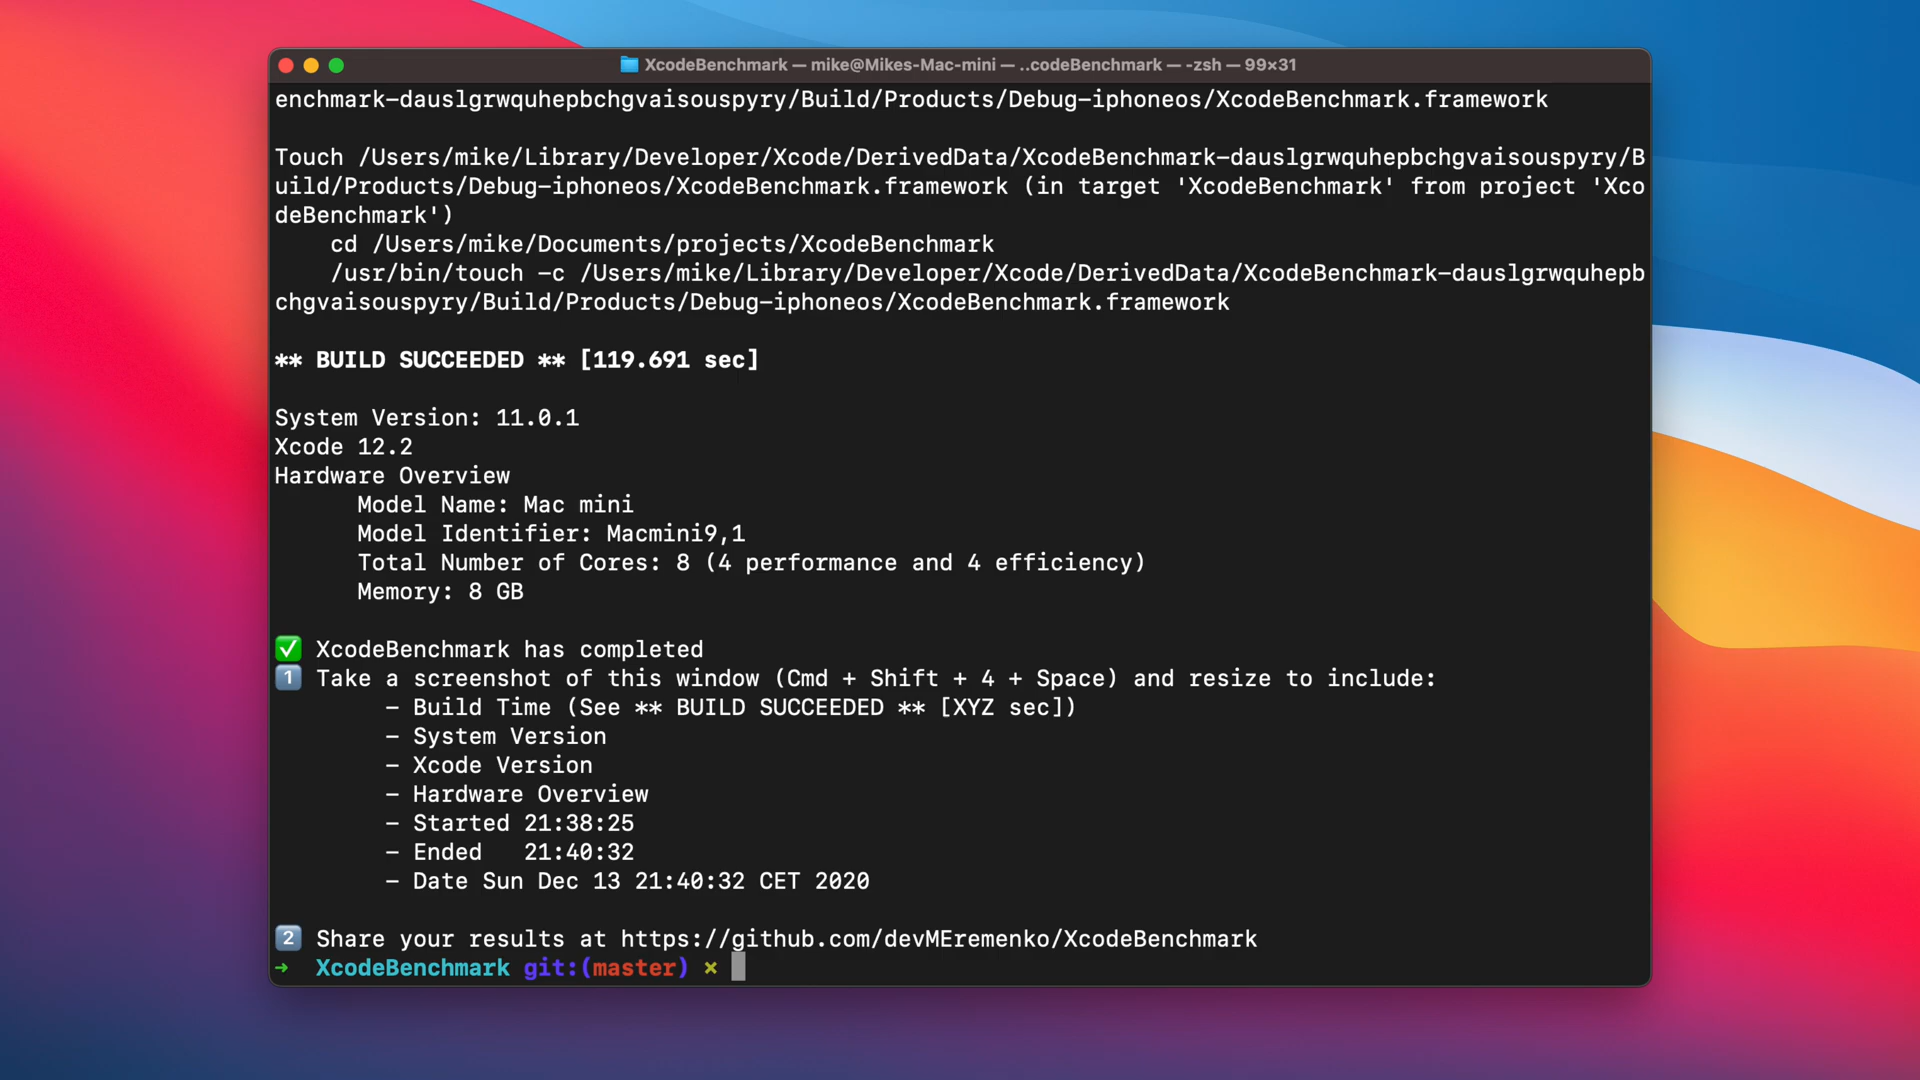 XcodeBenchmark — mike@Mikes-Mac-mini — ..codeBenchmark — -zsh — 99×31
enchmark-dauslgrwquhepbchgvaisouspyry/Build/Products/Debug-iphoneos/XcodeBenchmark.framework
Touch /Users/mike/Library/Developer/Xcode/DerivedData/XcodeBenchmark-dauslgrwquhepbchgvaisouspyry/B
uild/Products/Debug-iphoneos/XcodeBenchmark.framework (in target 'XcodeBenchmark' from project 'Xco
deBenchmark')
cd /Users/mike/Documents/projects/XcodeBenchmark
/usr/bin/touch -c /Users/mike/Library/Developer/Xcode/DerivedData/XcodeBenchmark-dauslgrwquhepb
chgvaisouspyry/Build/Products/Debug-iphoneos/XcodeBenchmark.framework
** BUILD SUCCEEDED ** [119.691 sec]
System Version: 11.0.1
Xcode 12.2
Hardware Overview
Model Name: Mac mini
Model Identifier: Macmini9,1
Total Number of Cores: 8 (4 performance and 4 efficiency)
Memory: 8 GB
✅ XcodeBenchmark has completed
1️⃣ Take a screenshot of this window (Cmd + Shift + 4 + Space) and resize to include:
- Build Time (See ** BUILD SUCCEEDED ** [XYZ sec])
- System Version
- Xcode Version
- Hardware Overview
- Started 21:38:25
- Ended   21:40:32
- Date Sun Dec 13 21:40:32 CET 2020
2️⃣ Share your results at https://github.com/devMEremenko/XcodeBenchmark
→ XcodeBenchmark git:(master) ×